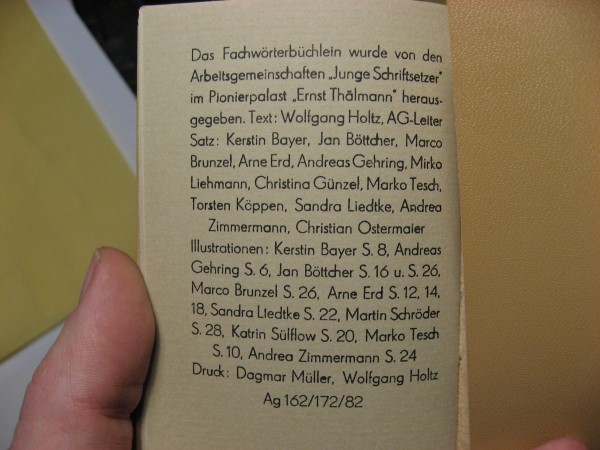 Das Fachwörterbüchlein wurde von den
Arbeitsgemeinschaften „Junge Schriftsetzer"
im Pionierpalast „Ernst Thälmann" heraus-
gegeben. Text: Wolfgang Holtz, AG-Leiter
Satz: Kerstin Bayer, Jan Böttcher, Marco
Brunzel, Arne Erd, Andreas Gehring, Mirko
Liehmann, Christina Günzel, Marko Tesch,
Torsten Köppen, Sandra Liedtke, Andrea
Zimmermann, Christian Ostermaier
Illustrationen: Kerstin Bayer S. 8, Andreas
Gehring S. 6, Jan Böttcher S. 16 u. S. 26,
Marco Brunzel S. 26, Arne Erd S. 12, 14,
18, Sandra Liedtke S. 22, Martin Schröder
S. 28, Katrin Sülflow S. 20, Marko Tesch
S. 10, Andrea Zimmermann S. 24
Druck: Dagmar Müller, Wolfgang Holtz
Ag 162/172/82